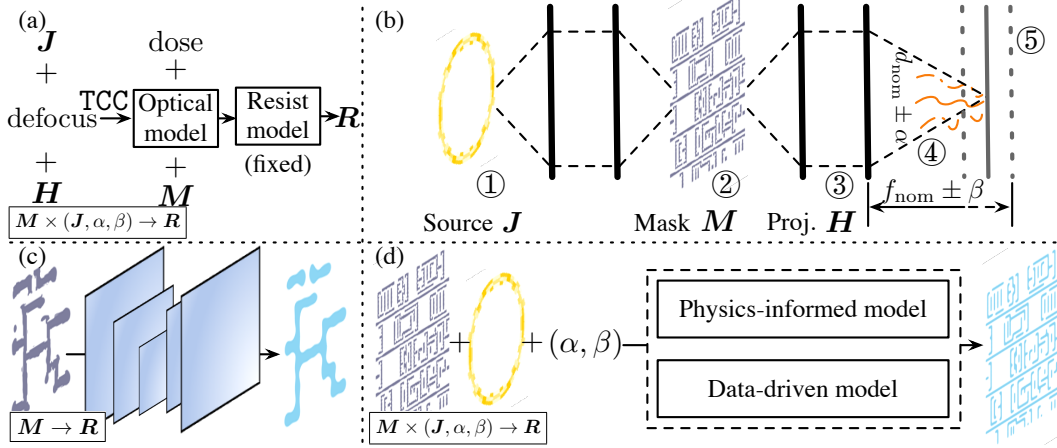 (a)
J
+
defocus
+
H
TCC
dose
+
Optical
model
+
M
Resist
model
(fixed)
R
M × (J, α, β) → R
(b)
①
Source J
②
Mask M
③
Proj. H
d_nom ± α
④
⑤
f_nom ± β
(c)
M → R
(d)
+
+ (α, β)
Physics-informed model
Data-driven model
M × (J, α, β) → R